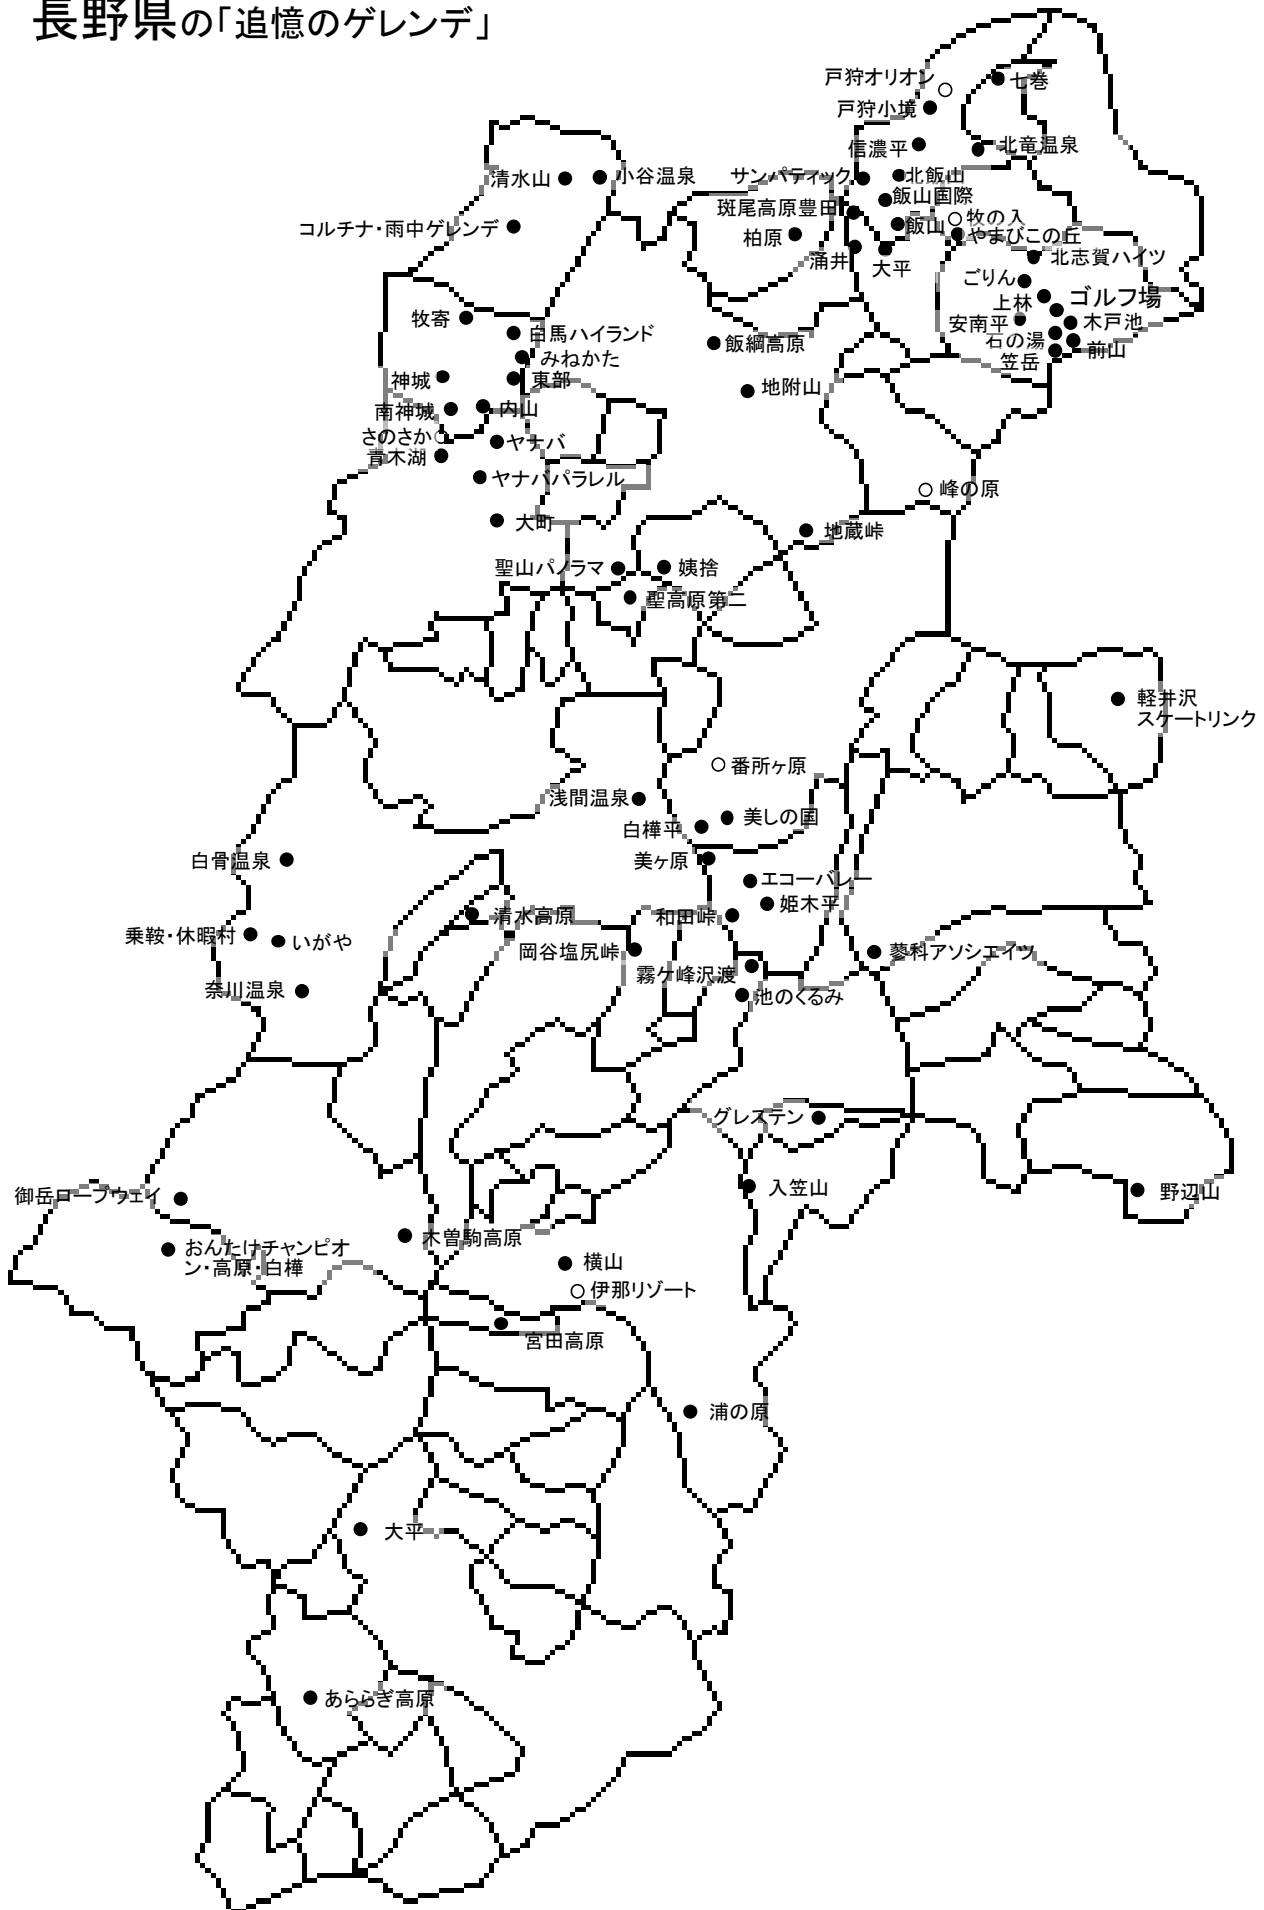 長野県の「追憶のゲレンデ」
戸狩オリオン
七巻
戸狩小境
信濃平
北竜温泉
清水山
小谷温泉
サンパティック
北飯山
飯山国際
斑尾高原豊田
牧の入
コルチナ・雨中ゲレンデ
飯山
やまびこの丘
柏原
涌井
大平
北志賀ハイツ
ごりん
上林
ゴルフ場
牧寄
安南平
木戸池
白馬ハイランド
石の湯
飯綱高原
前山
みねかた
笠岳
神城
東部
地附山
南神城
内山
さのさか
ヤナバ
青木湖
ヤナバパラレル
峰の原
大町
地蔵峠
聖山パノラマ
姨捨
聖高原第二
軽井沢
スケートリンク
番所ヶ原
浅間温泉
美しの国
白樺平
白骨温泉
美ヶ原
エコーバレー
姫木平
清水高原
和田峠
乗鞍・休暇村
いがや
岡谷塩尻峠
蓼科アソシエイツ
霧ケ峰沢渡
奈川温泉
池のくるみ
グレステン
御岳ロープウェイ
入笠山
野辺山
木曽駒高原
おんたけチャンピオ
ン・高原・白樺
横山
伊那リゾート
宮田高原
浦の原
大平
あららぎ高原